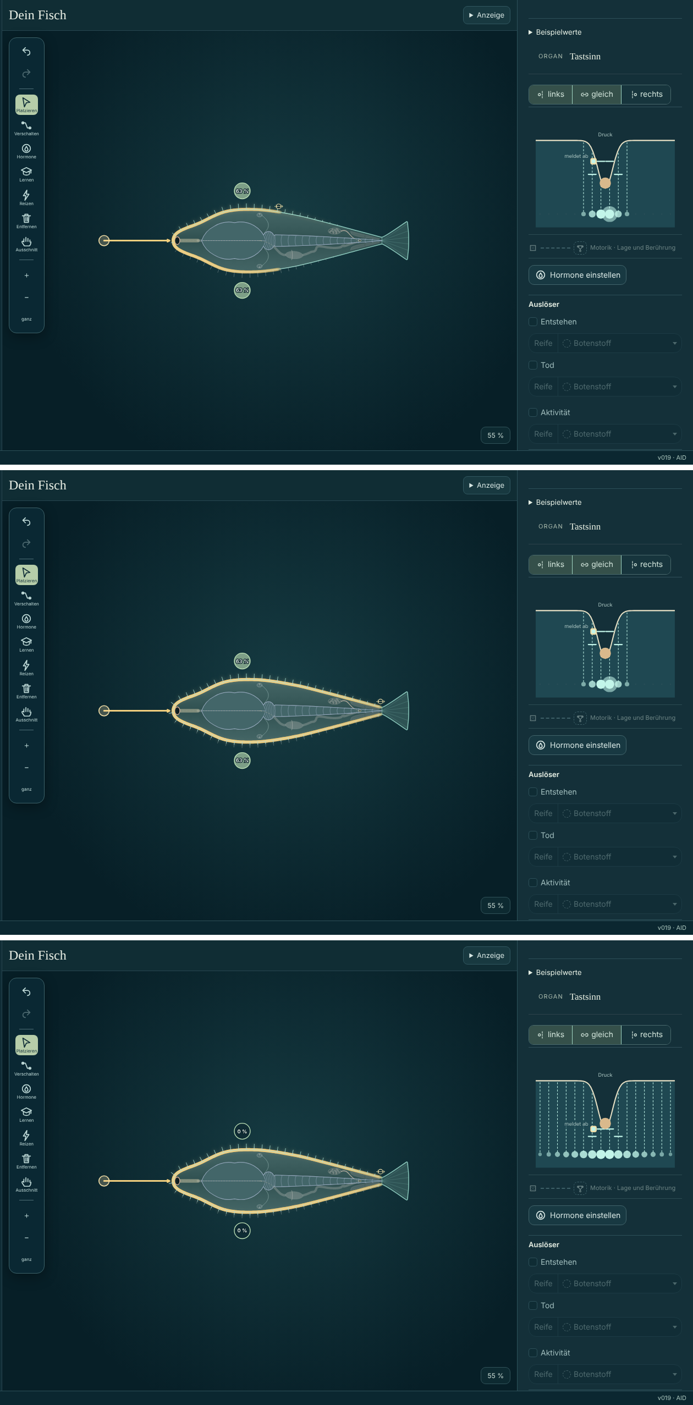 Dein Fisch
▶ Anzeige
Platzieren
Verschalten
Hormone
Lernen
Reizen
Entfernen
Ausschnitt
+
−
ganz
63 %
63 %
55 %
▶ Beispielwerte
ORGAN Tastsinn
links gleich rechts
Druck
meldet ab
Motorik · Lage und Berührung
Hormone einstellen
Auslöser
Entstehen
Reife Botenstoff
Tod
Reife Botenstoff
Aktivität
Reife Botenstoff
v019 · AID
Dein Fisch
▶ Anzeige
Platzieren
Verschalten
Hormone
Lernen
Reizen
Entfernen
Ausschnitt
+
−
ganz
63 %
63 %
55 %
▶ Beispielwerte
ORGAN Tastsinn
links gleich rechts
Druck
meldet ab
Motorik · Lage und Berührung
Hormone einstellen
Auslöser
Entstehen
Reife Botenstoff
Tod
Reife Botenstoff
Aktivität
Reife Botenstoff
v019 · AID
Dein Fisch
▶ Anzeige
Platzieren
Verschalten
Hormone
Lernen
Reizen
Entfernen
Ausschnitt
+
−
ganz
0 %
0 %
55 %
▶ Beispielwerte
ORGAN Tastsinn
links gleich rechts
Druck
meldet ab
Motorik · Lage und Berührung
Hormone einstellen
Auslöser
Entstehen
Reife Botenstoff
Tod
Reife Botenstoff
Aktivität
Reife Botenstoff
v019 · AID